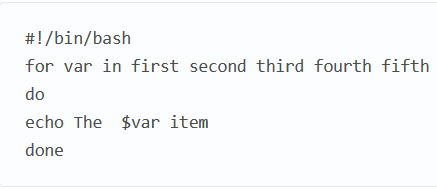 #!/bin/bash
for var in first second third fourth fifth
do
echo The  $var item
done